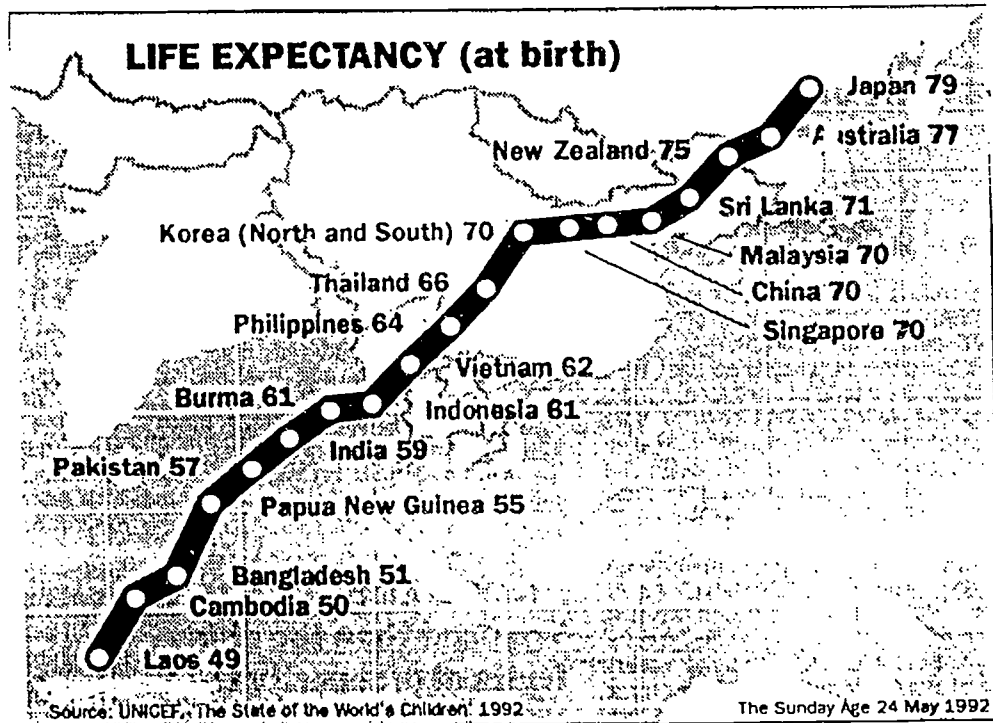 LIFE EXPECTANCY (at birth)
Japan 79
Australia 77
New Zealand 75
Sri Lanka 71
Korea (North and South) 70
Malaysia 70
China 70
Singapore 70
Thailand 66
Philippines 64
Vietnam 62
Burma 61
Indonesia 61
India 59
Pakistan 57
Papua New Guinea 55
Bangladesh 51
Cambodia 50
Laos 49
Source: UNICEF, 'The State of the World's Children' 1992
The Sunday Age 24 May 1992